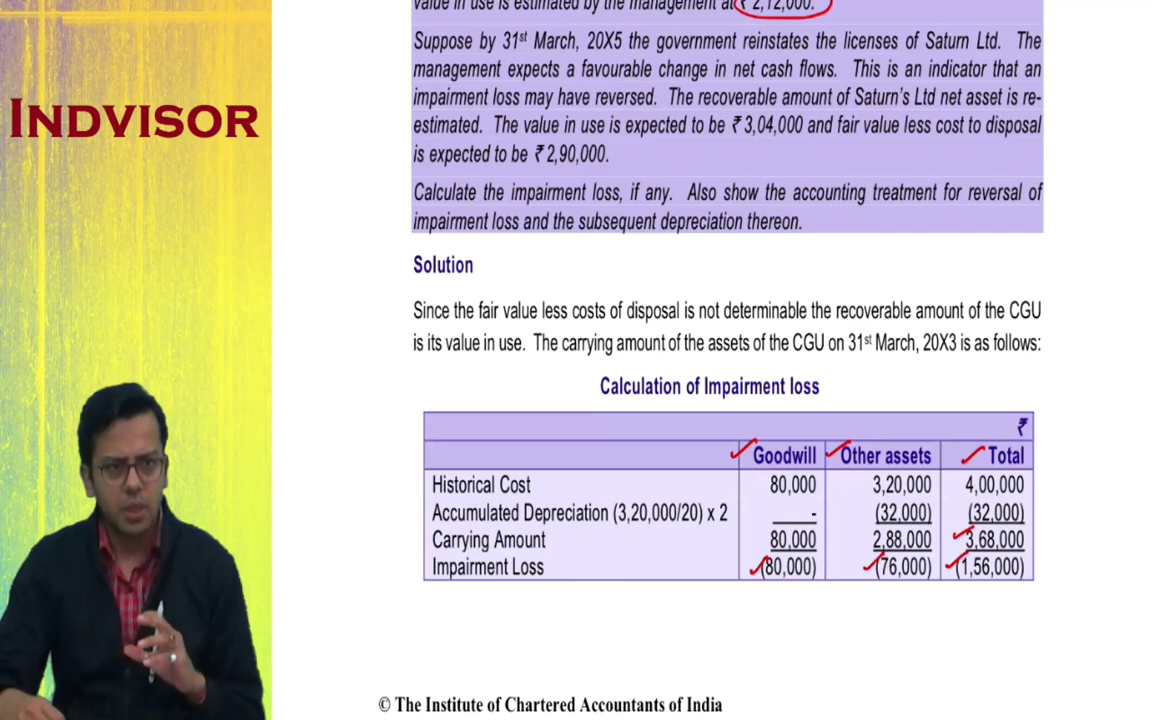 value in use is estimated by the management at ₹ 2,12,000.
Suppose by 31st March, 20X5 the government reinstates the licenses of Saturn Ltd. The
management expects a favourable change in net cash flows. This is an indicator that an
impairment loss may have reversed. The recoverable amount of Saturn's Ltd net asset is re-
estimated. The value in use is expected to be ₹ 3,04,000 and fair value less cost to disposal
is expected to be ₹ 2,90,000.
Calculate the impairment loss, if any. Also show the accounting treatment for reversal of
impairment loss and the subsequent depreciation thereon.
INDVISOR
Solution
Since the fair value less costs of disposal is not determinable the recoverable amount of the CGU
is its value in use. The carrying amount of the assets of the CGU on 31st March, 20X3 is as follows:
Calculation of Impairment loss
₹
Goodwill Other assets Total
Historical Cost 80,000 3,20,000 4,00,000
Accumulated Depreciation (3,20,000/20) x 2 - (32,000) (32,000)
Carrying Amount 80,000 2,88,000 3,68,000
Impairment Loss (80,000) (76,000) (1,56,000)
© The Institute of Chartered Accountants of India